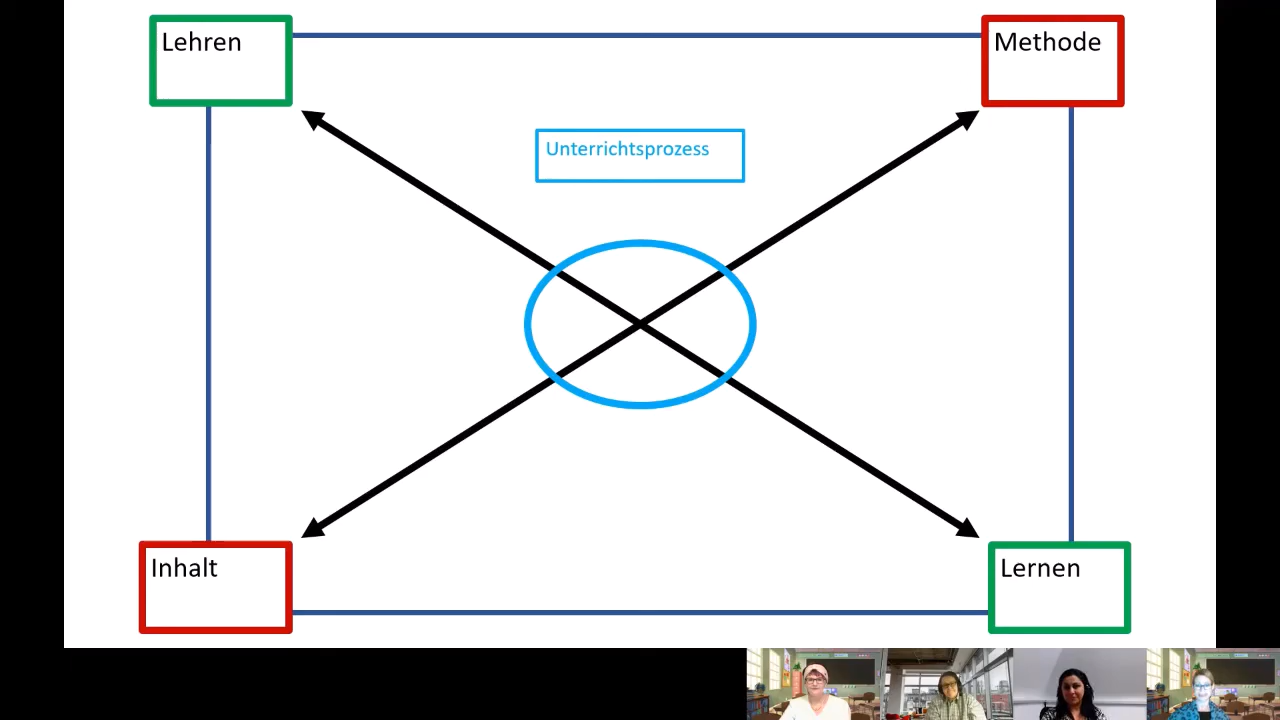 Lehren
Methode
Unterrichtsprozess
Inhalt
Lernen